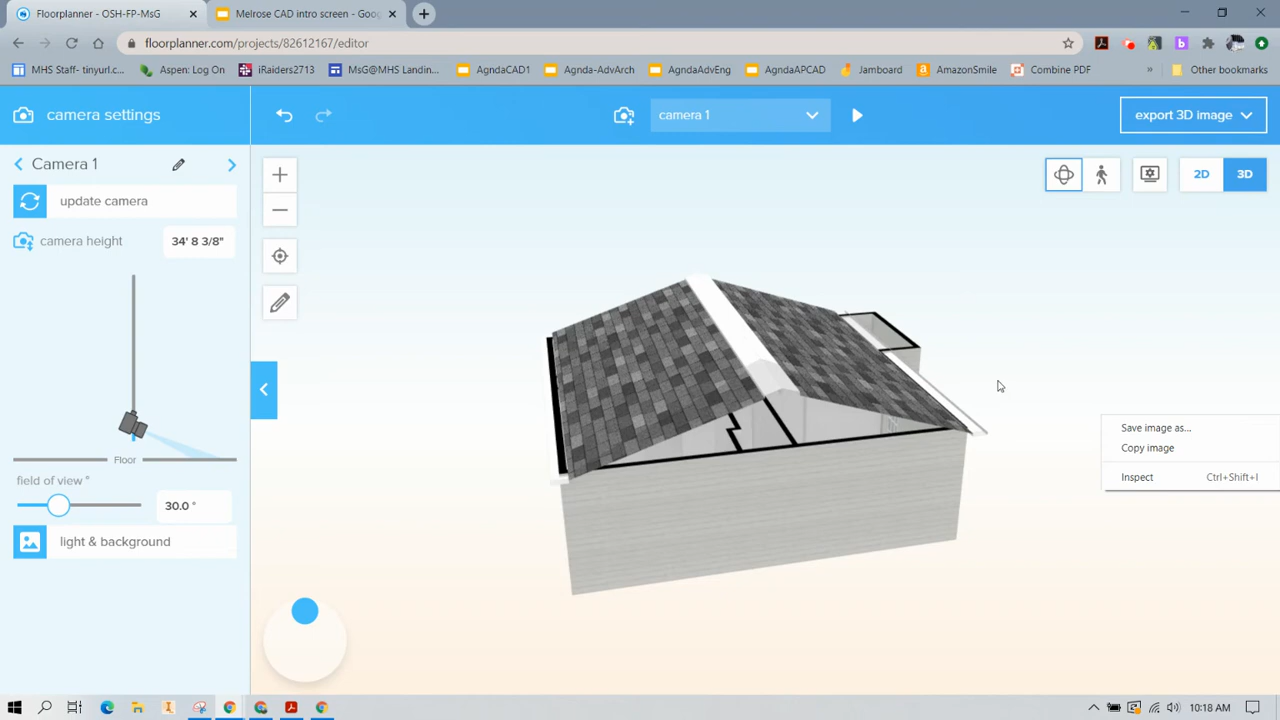 Floorplanner - OSH-FP-MsG
Melrose CAD intro screen - Goog
floorplanner.com/projects/82612167/editor
MHS Staff- tinyurl.c...
Aspen: Log On
iRaiders2713
MsG@MHS Landin...
AgndaCAD1
Agnda-AdvArch
AgndaAdvEng
AgndaAPCAD
Jamboard
AmazonSmile
Combine PDF
»
Other bookmarks
camera settings
camera 1
export 3D image
Camera 1
2D
3D
update camera
camera height
34' 8 3/8"
Floor
field of view °
30.0 °
light & background
Save image as...
Copy image
Inspect
Ctrl+Shift+I
10:18 AM